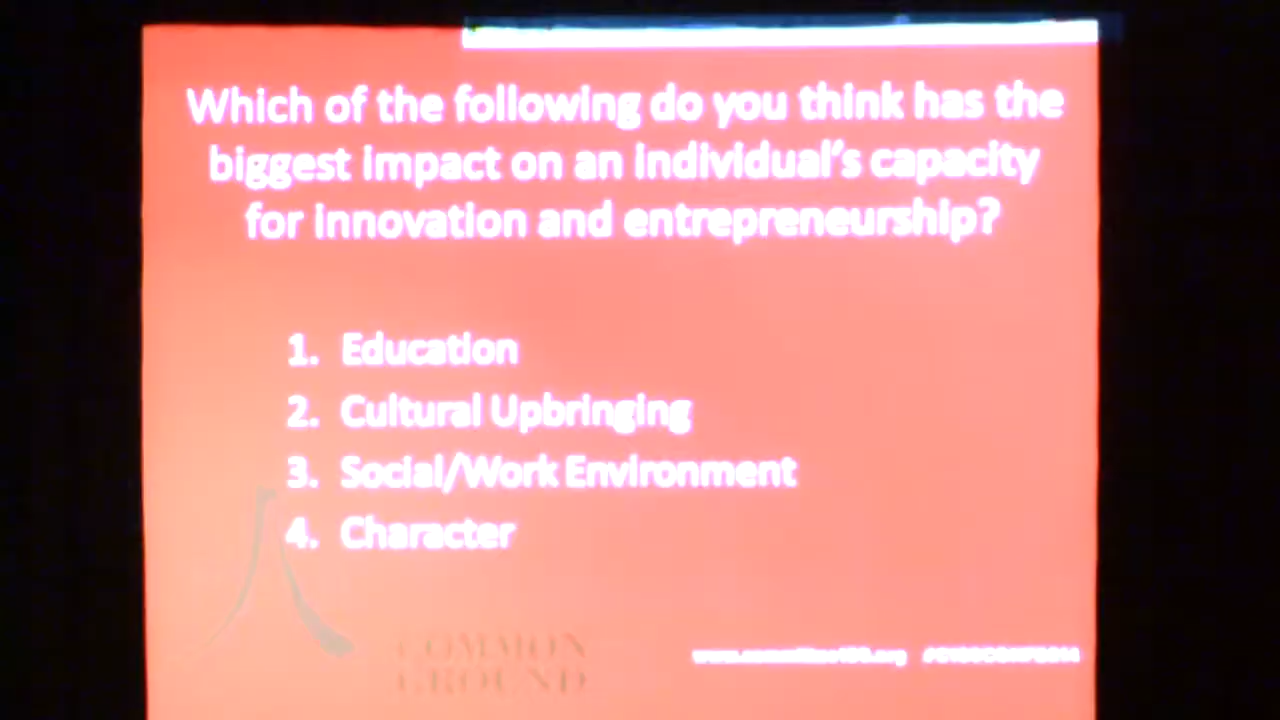 Which of the following do you think has the
biggest impact on an individual's capacity
for innovation and entrepreneurship?
1. Education
2. Cultural Upbringing
3. Social/Work Environment
4. Character
人
COMMON
GROUND